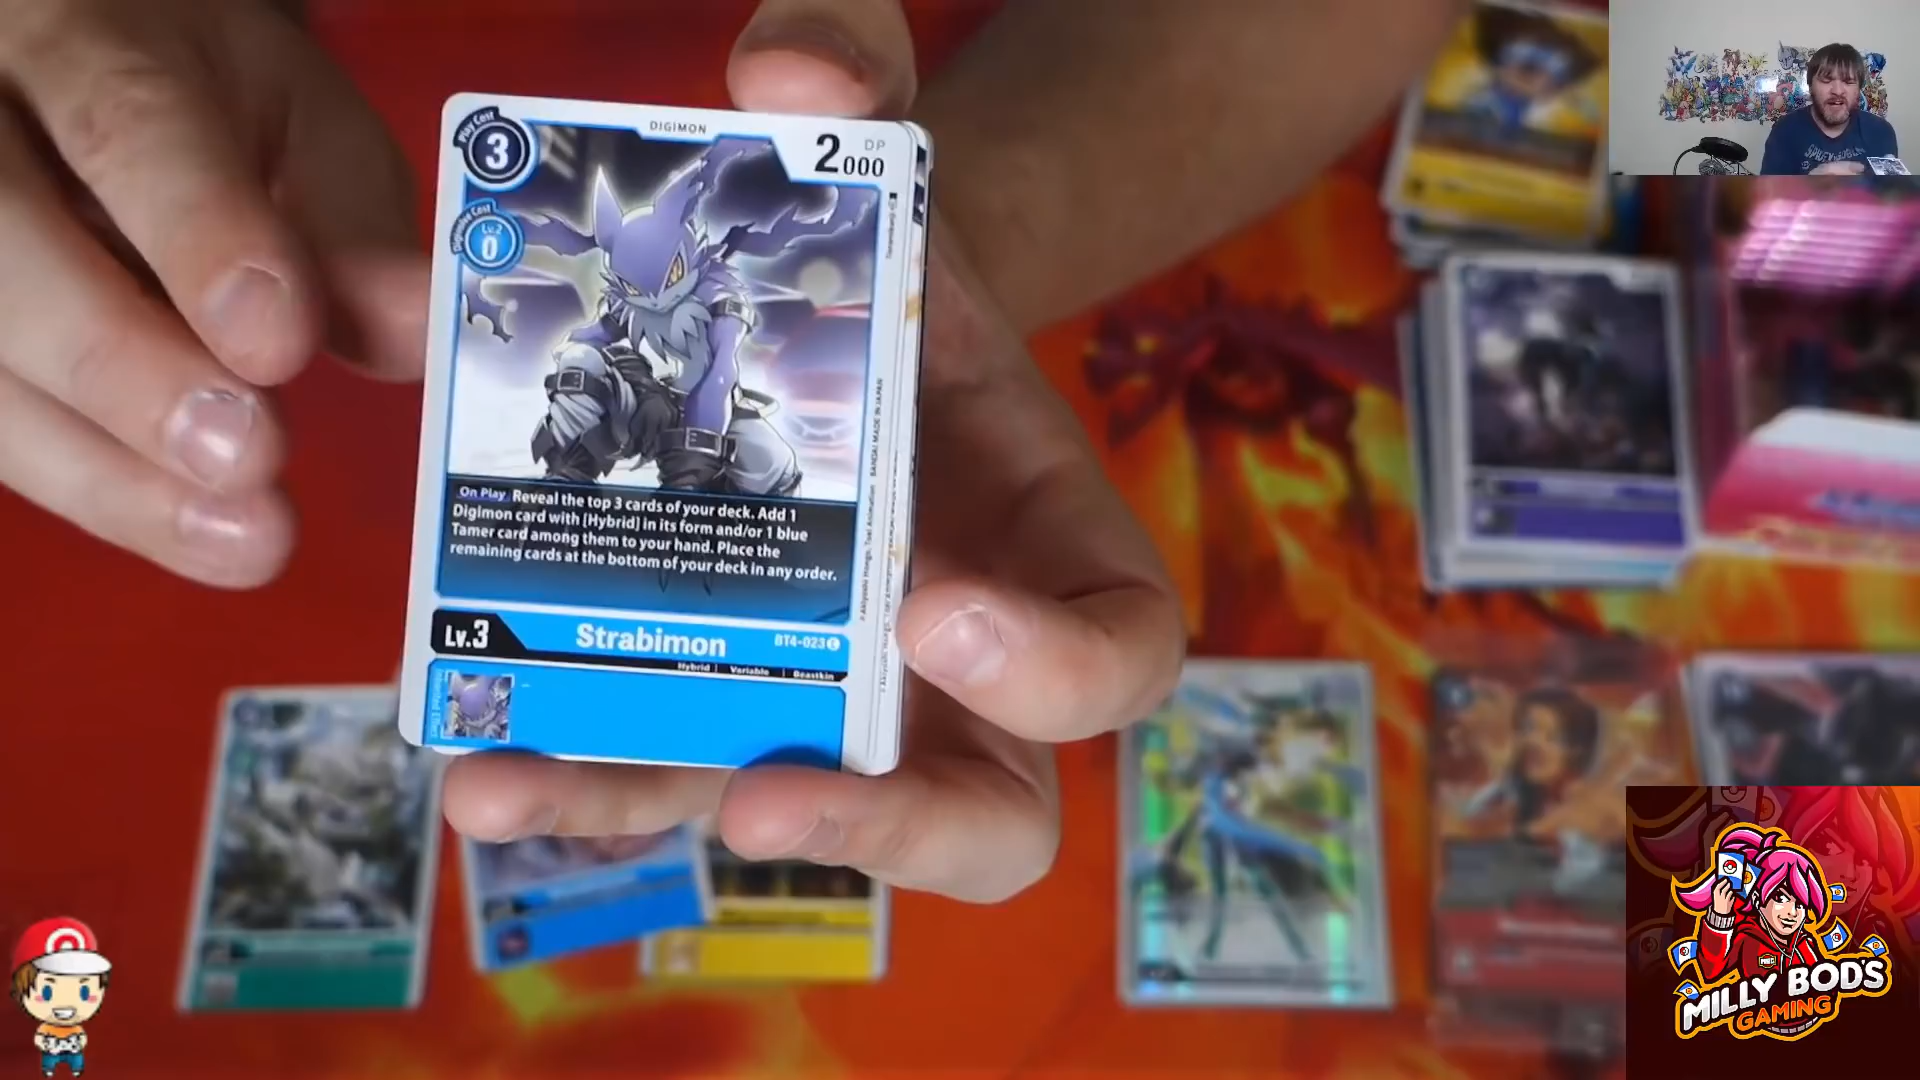 Play Cost
3
DIGIMON
DP
2000
Digivolve Cost
Lv.2
0
On Play Reveal the top 3 cards of your deck. Add 1
Digimon card with [Hybrid] in its form and/or 1 blue
Tamer card among them to your hand. Place the
remaining cards at the bottom of your deck in any order.
BANDAI MADE IN JAPAN
Lv.3
Strabimon
BT4-023 C
Hybrid | Variable | Beastkin
Inherited Effect
-
MILLY BOD'S
GAMING